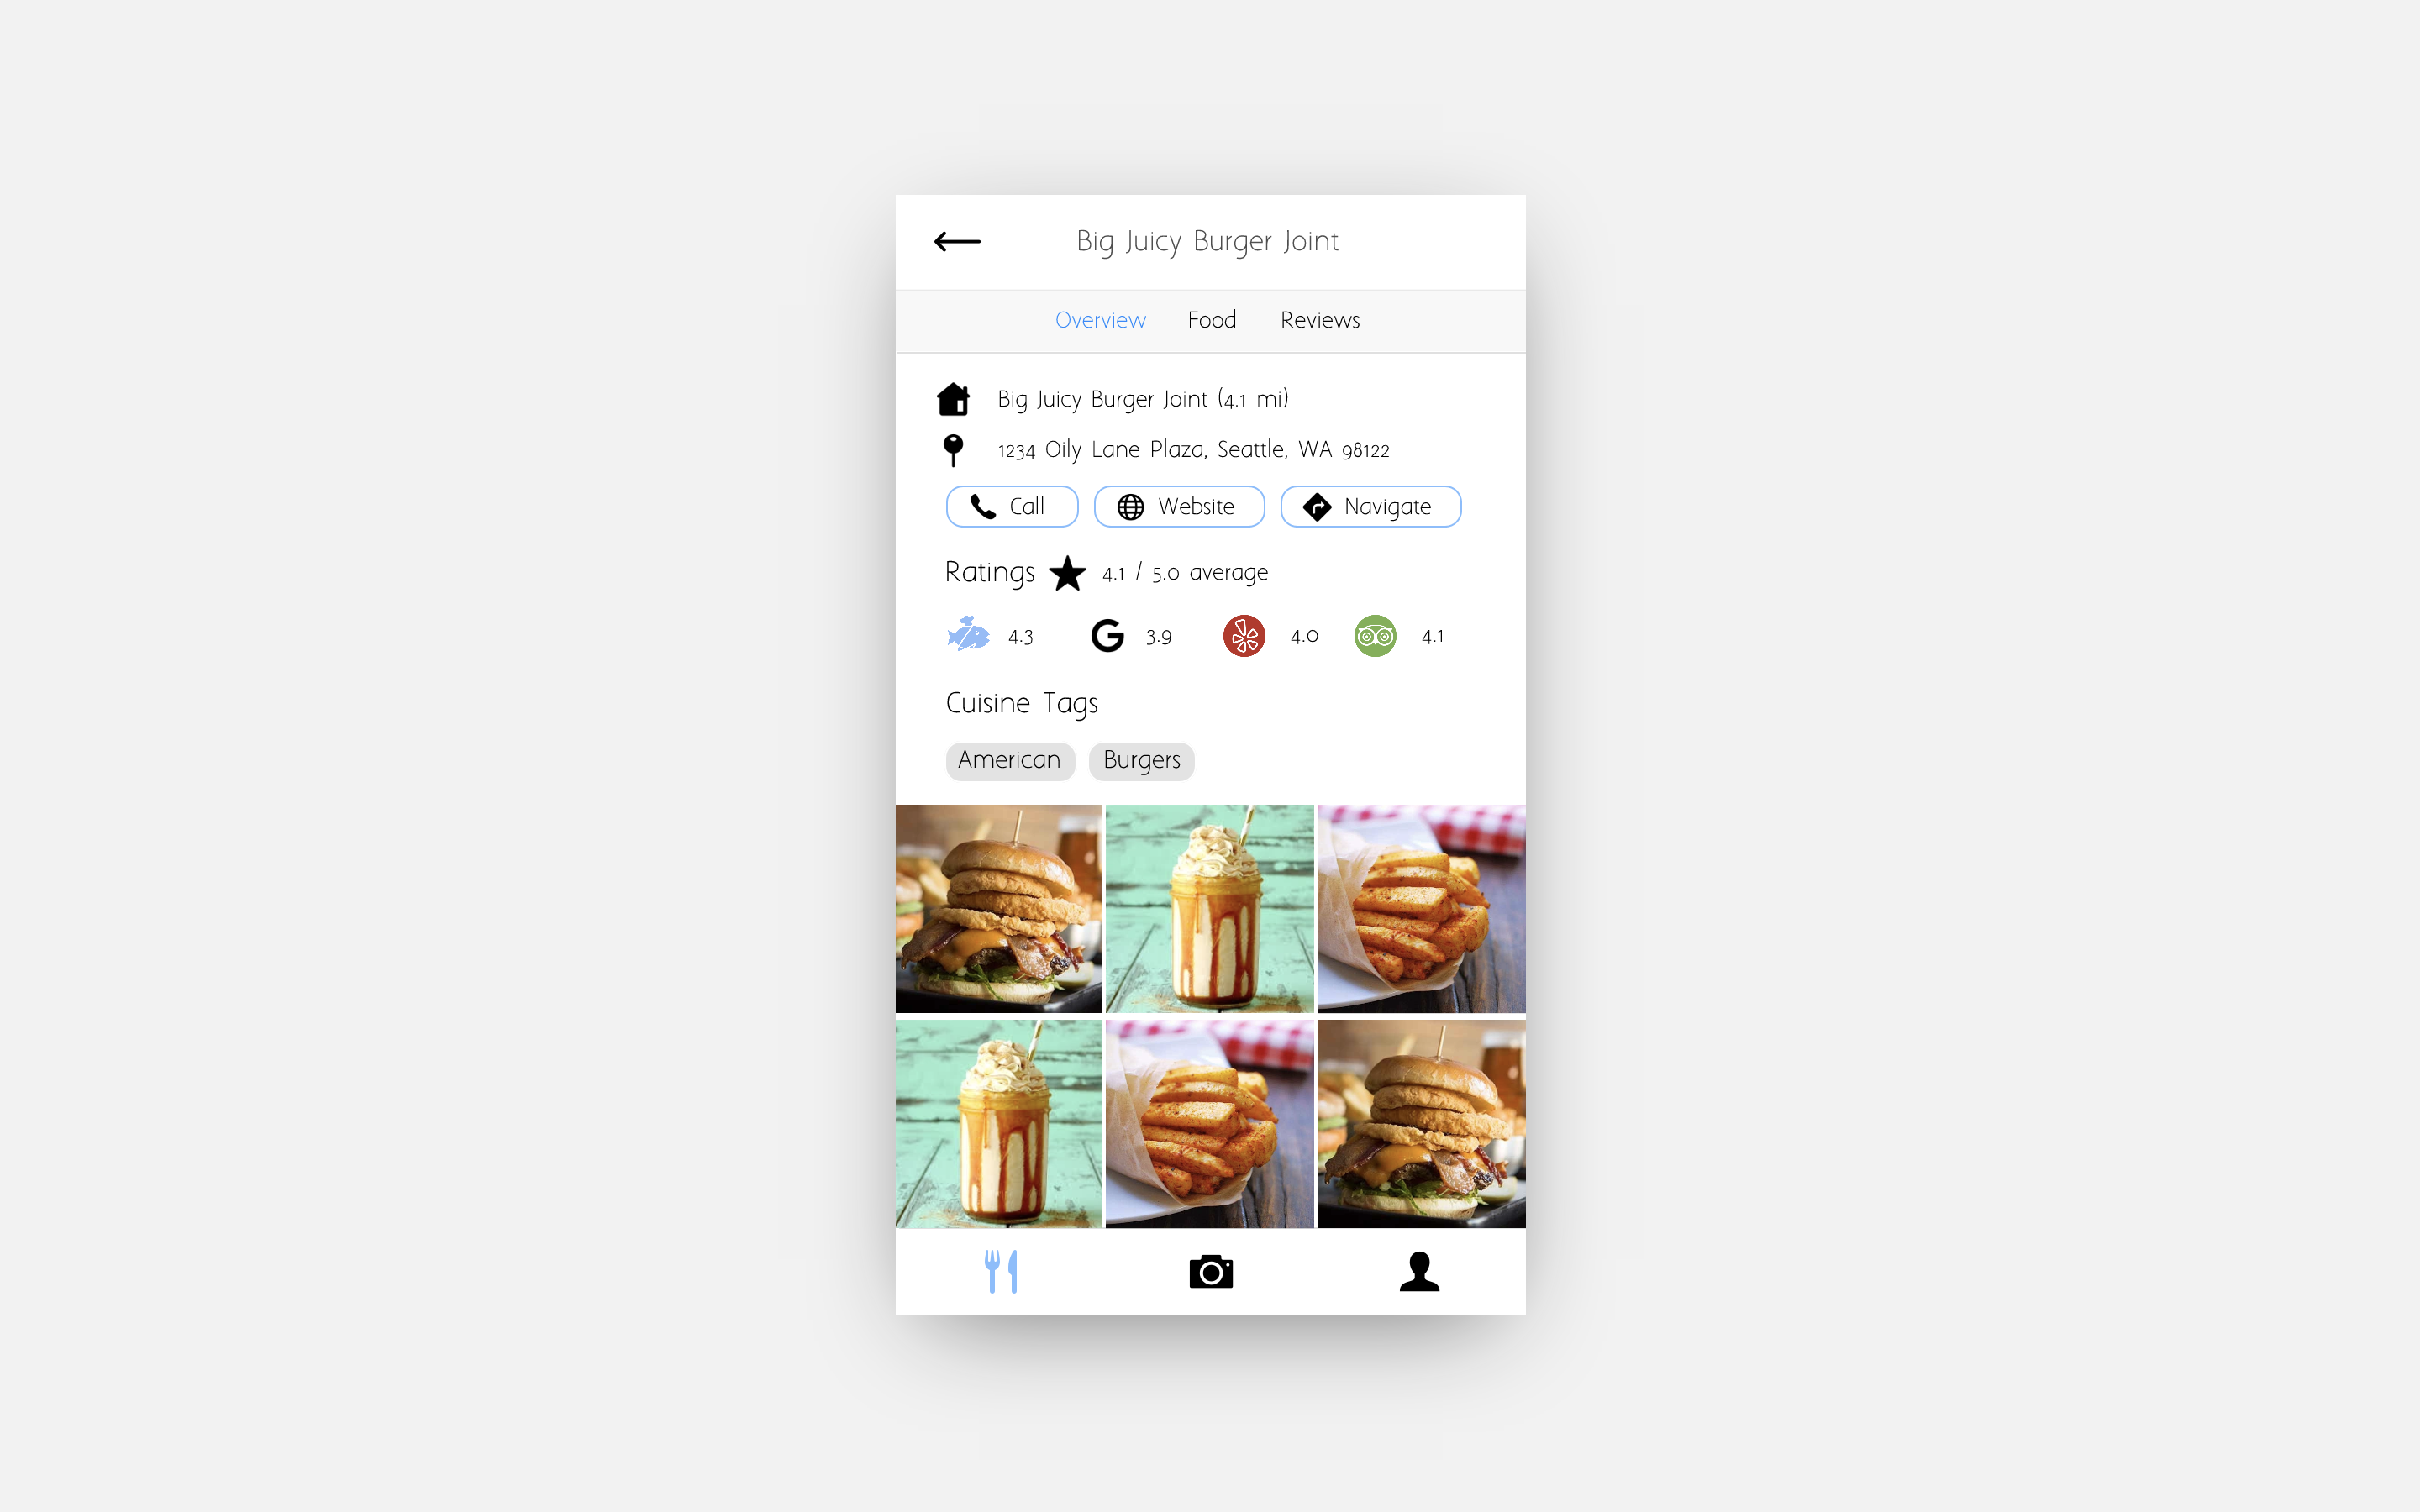 Big Juicy Burger Joint
Overview Food Reviews
Big Juicy Burger Joint (4.1 mi)
1234 Oily Lane Plaza, Seattle, WA 98122
Call Website Navigate
Ratings 4.1 / 5.0 average
4.3 G 3.9 4.0 4.1
Cuisine Tags
American Burgers